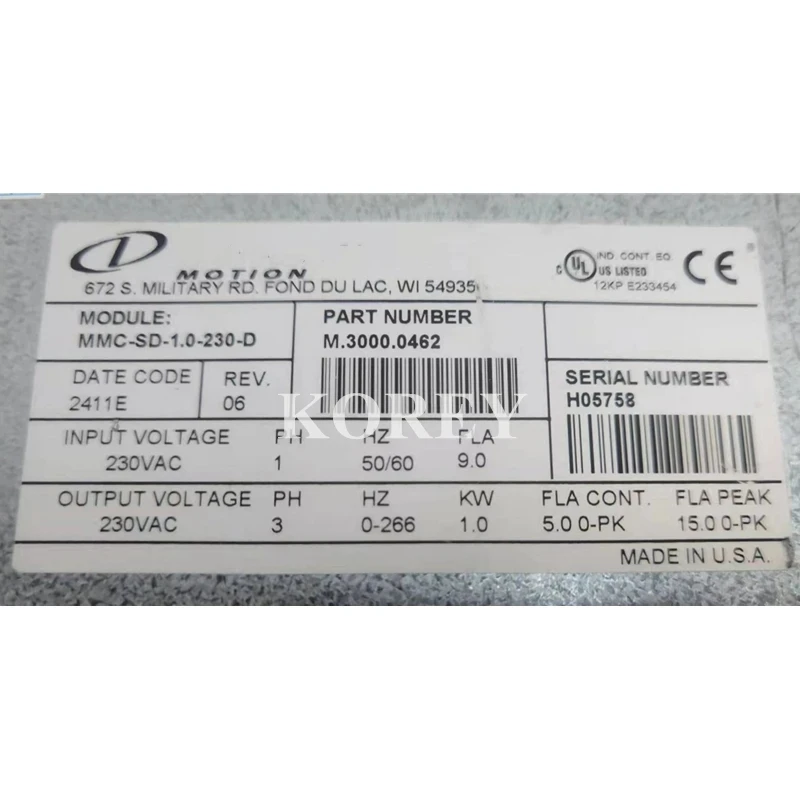 MOTION
672 S. MILITARY RD. FOND DU LAC, WI 54935
C UL US LISTED
IND. CONT. EQ.
12KP E233454
CE
MODULE:
MMC-SD-1.0-230-D
PART NUMBER
M.3000.0462
DATE CODE
2411E
REV.
06
SERIAL NUMBER
H05758
KOREY
INPUT VOLTAGE PH HZ FLA
230VAC 1 50/60 9.0
OUTPUT VOLTAGE PH HZ KW FLA CONT. FLA PEAK
230VAC 3 0-266 1.0 5.0 0-PK 15.0 0-PK
MADE IN U.S.A.